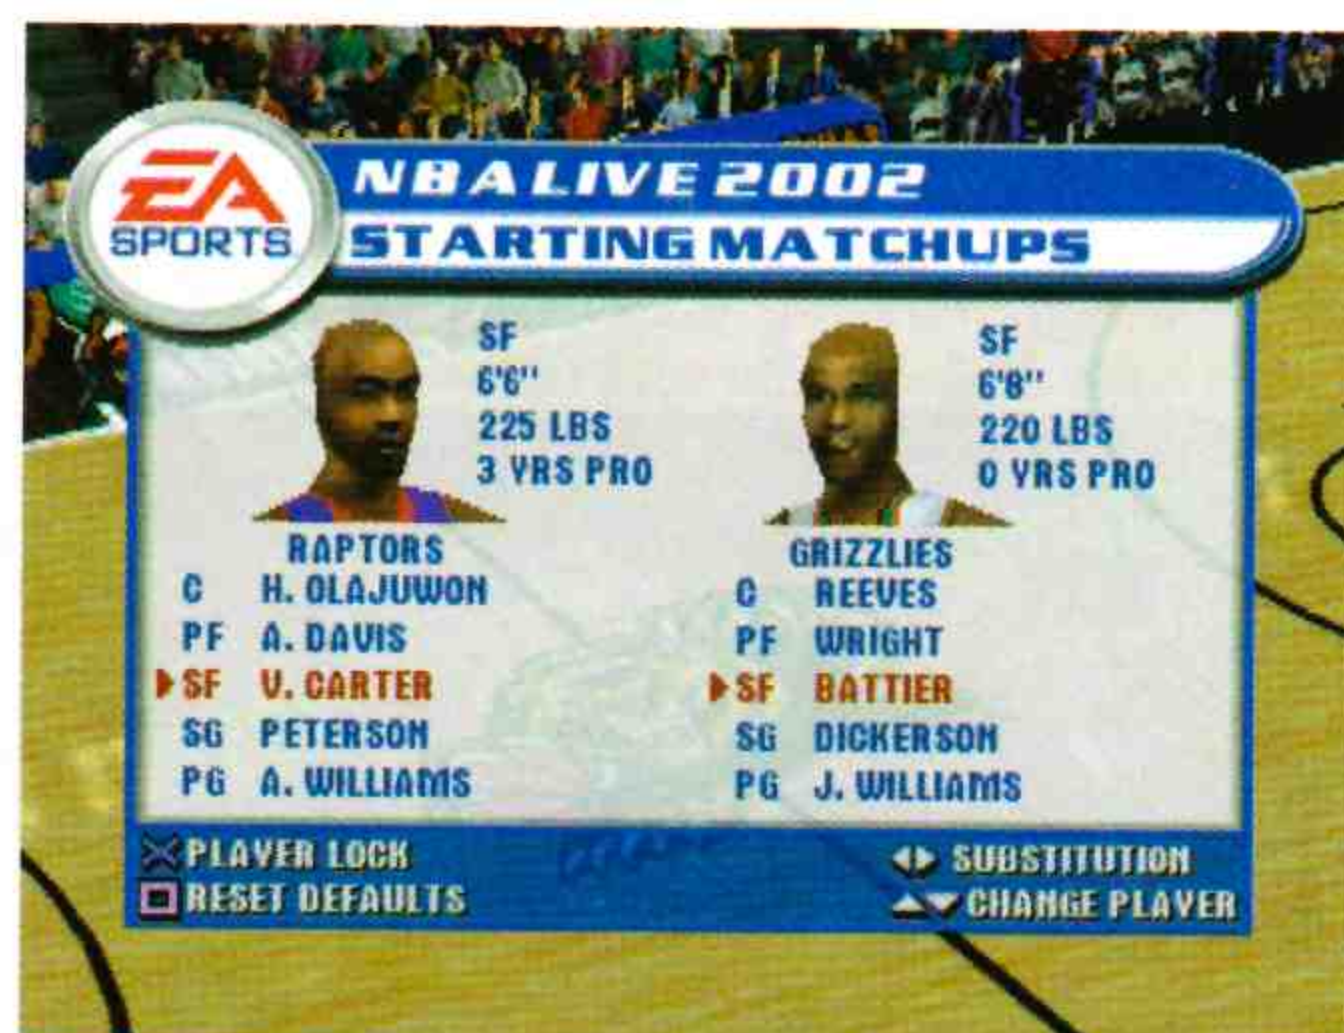 EA
SPORTS
NBA LIVE 2002
STARTING MATCHUPS
SF
6'6"
225 LBS
3 YRS PRO
SF
6'8"
220 LBS
0 YRS PRO
RAPTORS
C H. OLAJUWON
PF A. DAVIS
SF V. CARTER
SG PETERSON
PG A. WILLIAMS
GRIZZLIES
C REEVES
PF WRIGHT
SF BATTIER
SG DICKERSON
PG J. WILLIAMS
PLAYER LOCK
RESET DEFAULTS
SUBSTITUTION
CHANGE PLAYER